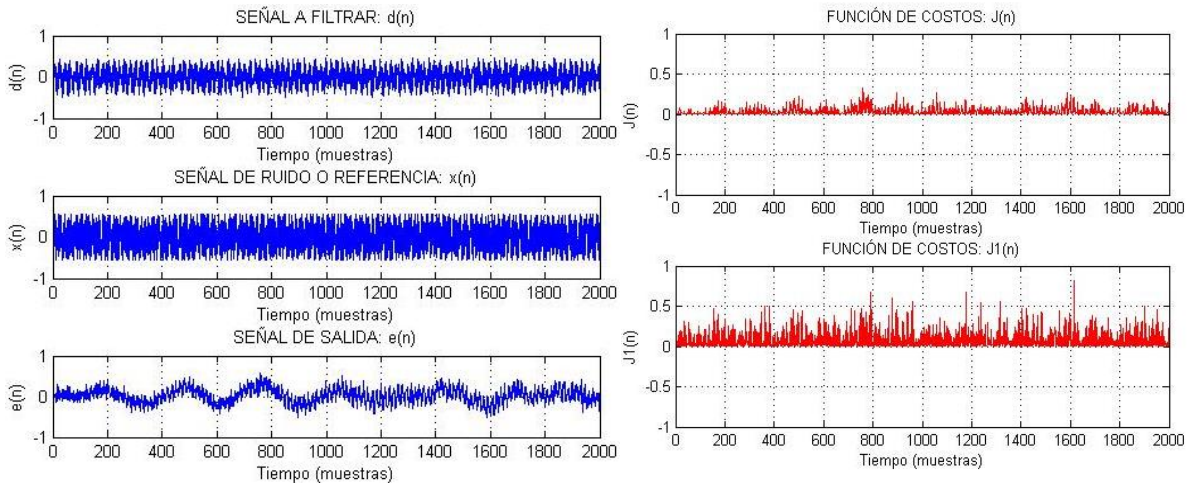 SEÑAL A FILTRAR: d(n)
1
0
-1
d(n)
0 200 400 600 800 1000 1200 1400 1600 1800 2000
Tiempo (muestras)
SEÑAL DE RUIDO O REFERENCIA: x(n)
1
0
-1
x(n)
0 200 400 600 800 1000 1200 1400 1600 1800 2000
Tiempo (muestras)
SEÑAL DE SALIDA: e(n)
1
0
-1
e(n)
0 200 400 600 800 1000 1200 1400 1600 1800 2000
Tiempo (muestras)
FUNCIÓN DE COSTOS: J(n)
1
0.5
0
-0.5
-1
J(n)
0 200 400 600 800 1000 1200 1400 1600 1800 2000
Tiempo (muestras)
FUNCIÓN DE COSTOS: J1(n)
1
0.5
0
-0.5
-1
J1(n)
0 200 400 600 800 1000 1200 1400 1600 1800 2000
Tiempo (muestras)